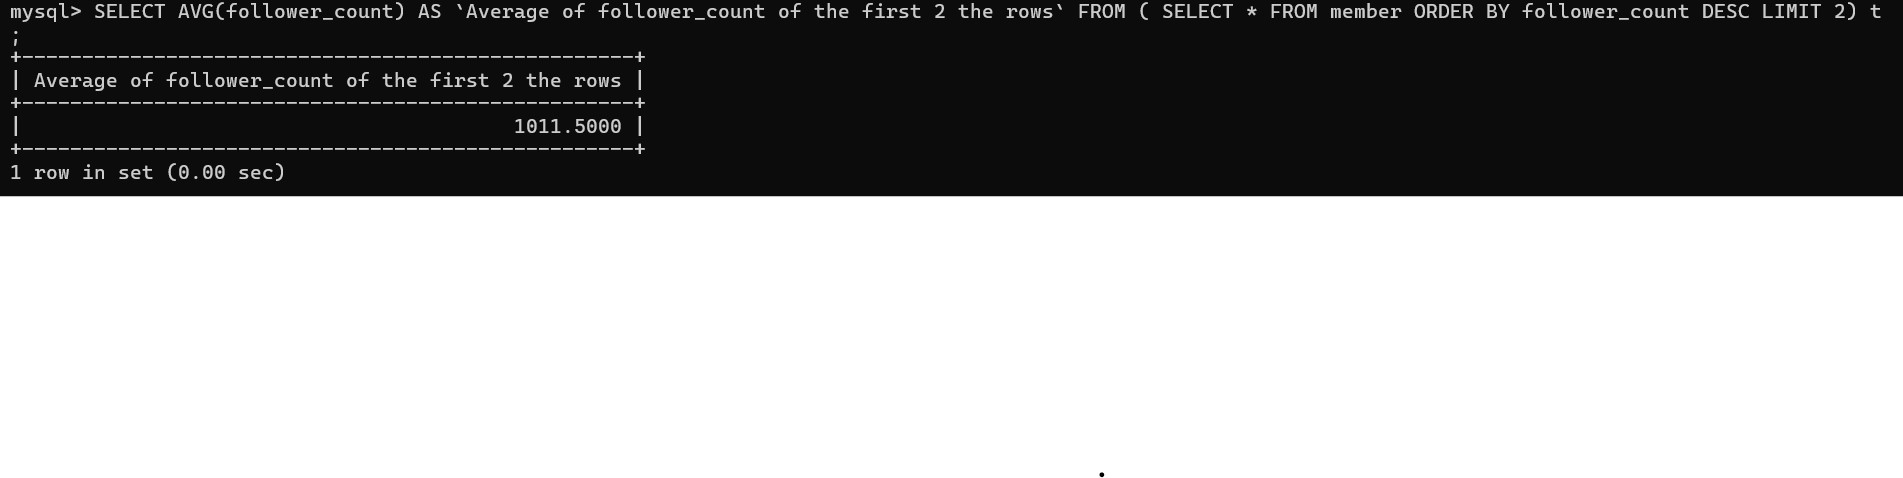 mysql> SELECT AVG(follower_count) AS `Average of follower_count of the first 2 the rows` FROM ( SELECT * FROM member ORDER BY follower_count DESC LIMIT 2) t
;
+---------------------------------------------------+
| Average of follower_count of the first 2 the rows |
+---------------------------------------------------+
|                                         1011.5000 |
+---------------------------------------------------+
1 row in set (0.00 sec)
.